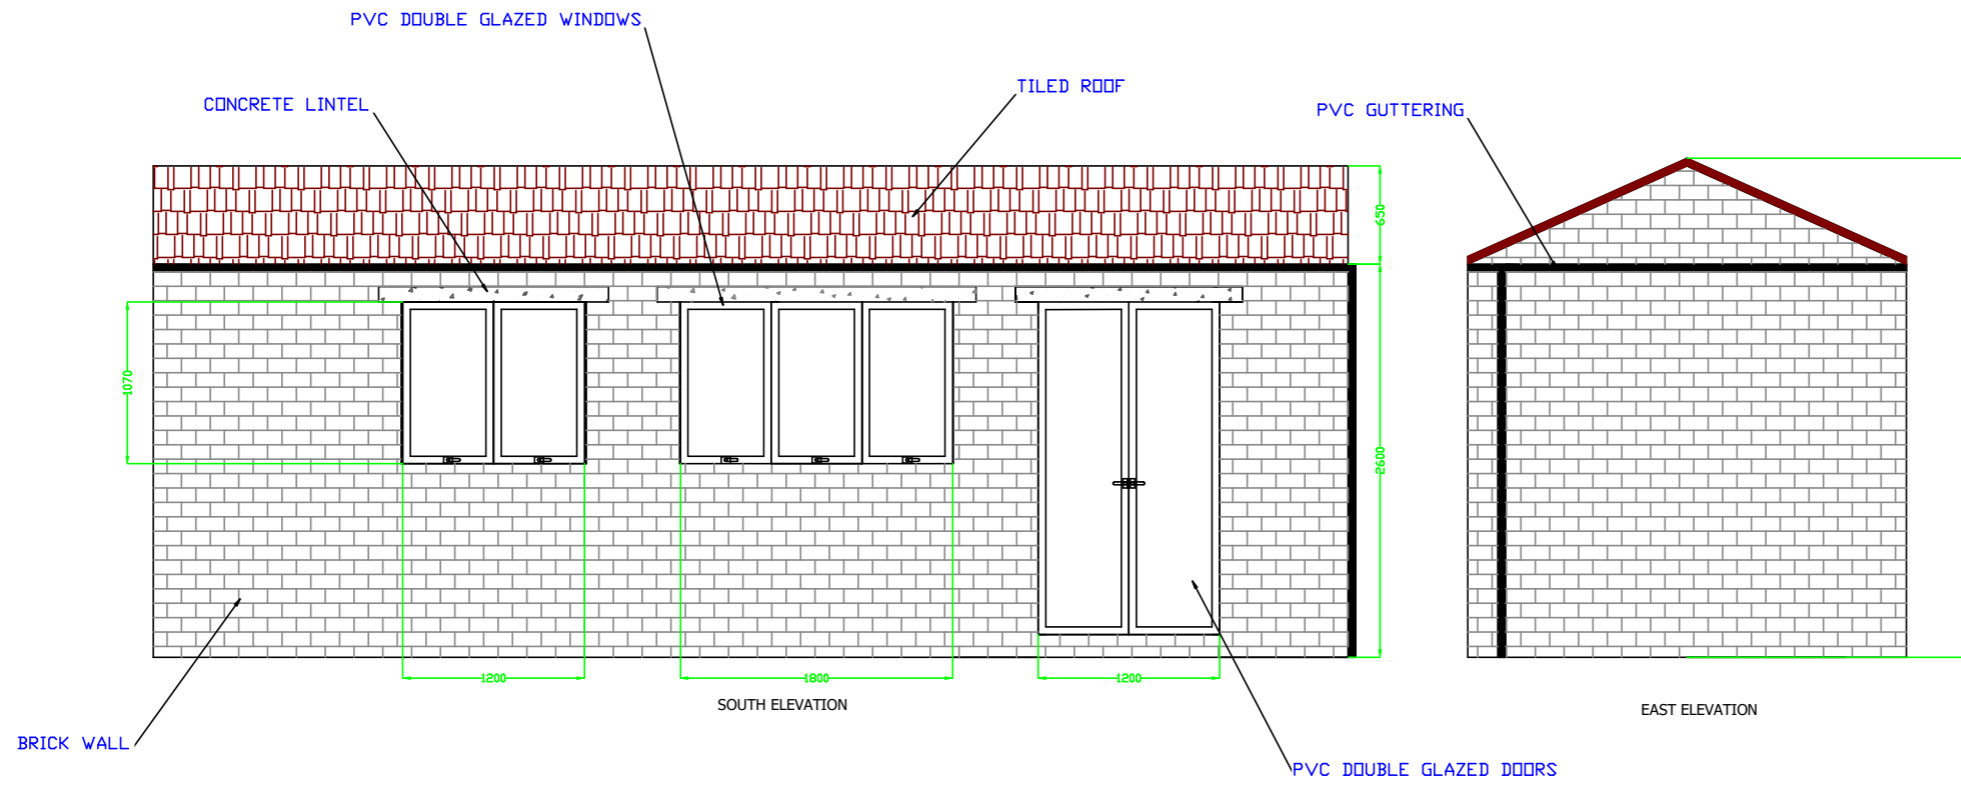 PVC DOUBLE GLAZED WINDOWS
TILED ROOF
CONCRETE LINTEL
PVC GUTTERING
650
1070
2600
1200
1800
1200
SOUTH ELEVATION
EAST ELEVATION
BRICK WALL
PVC DOUBLE GLAZED DOORS